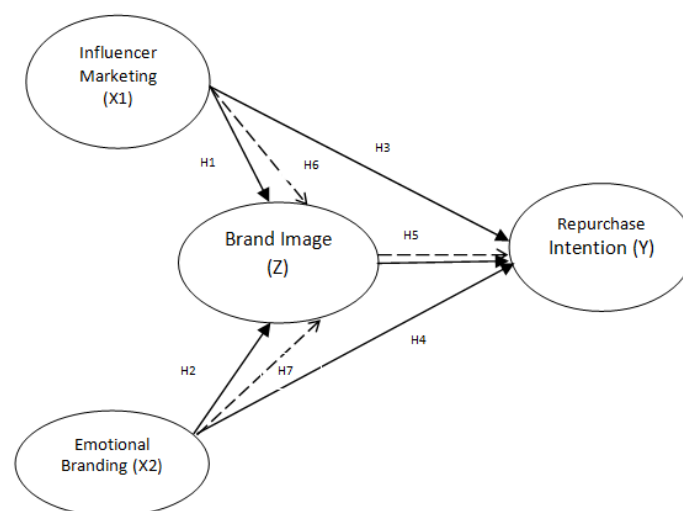 Influencer
Marketing
(X1)
H3
H1
H6
Brand Image
(Z)
H5
Repurchase
Intention (Y)
H4
H2
H7
Emotional
Branding (X2)